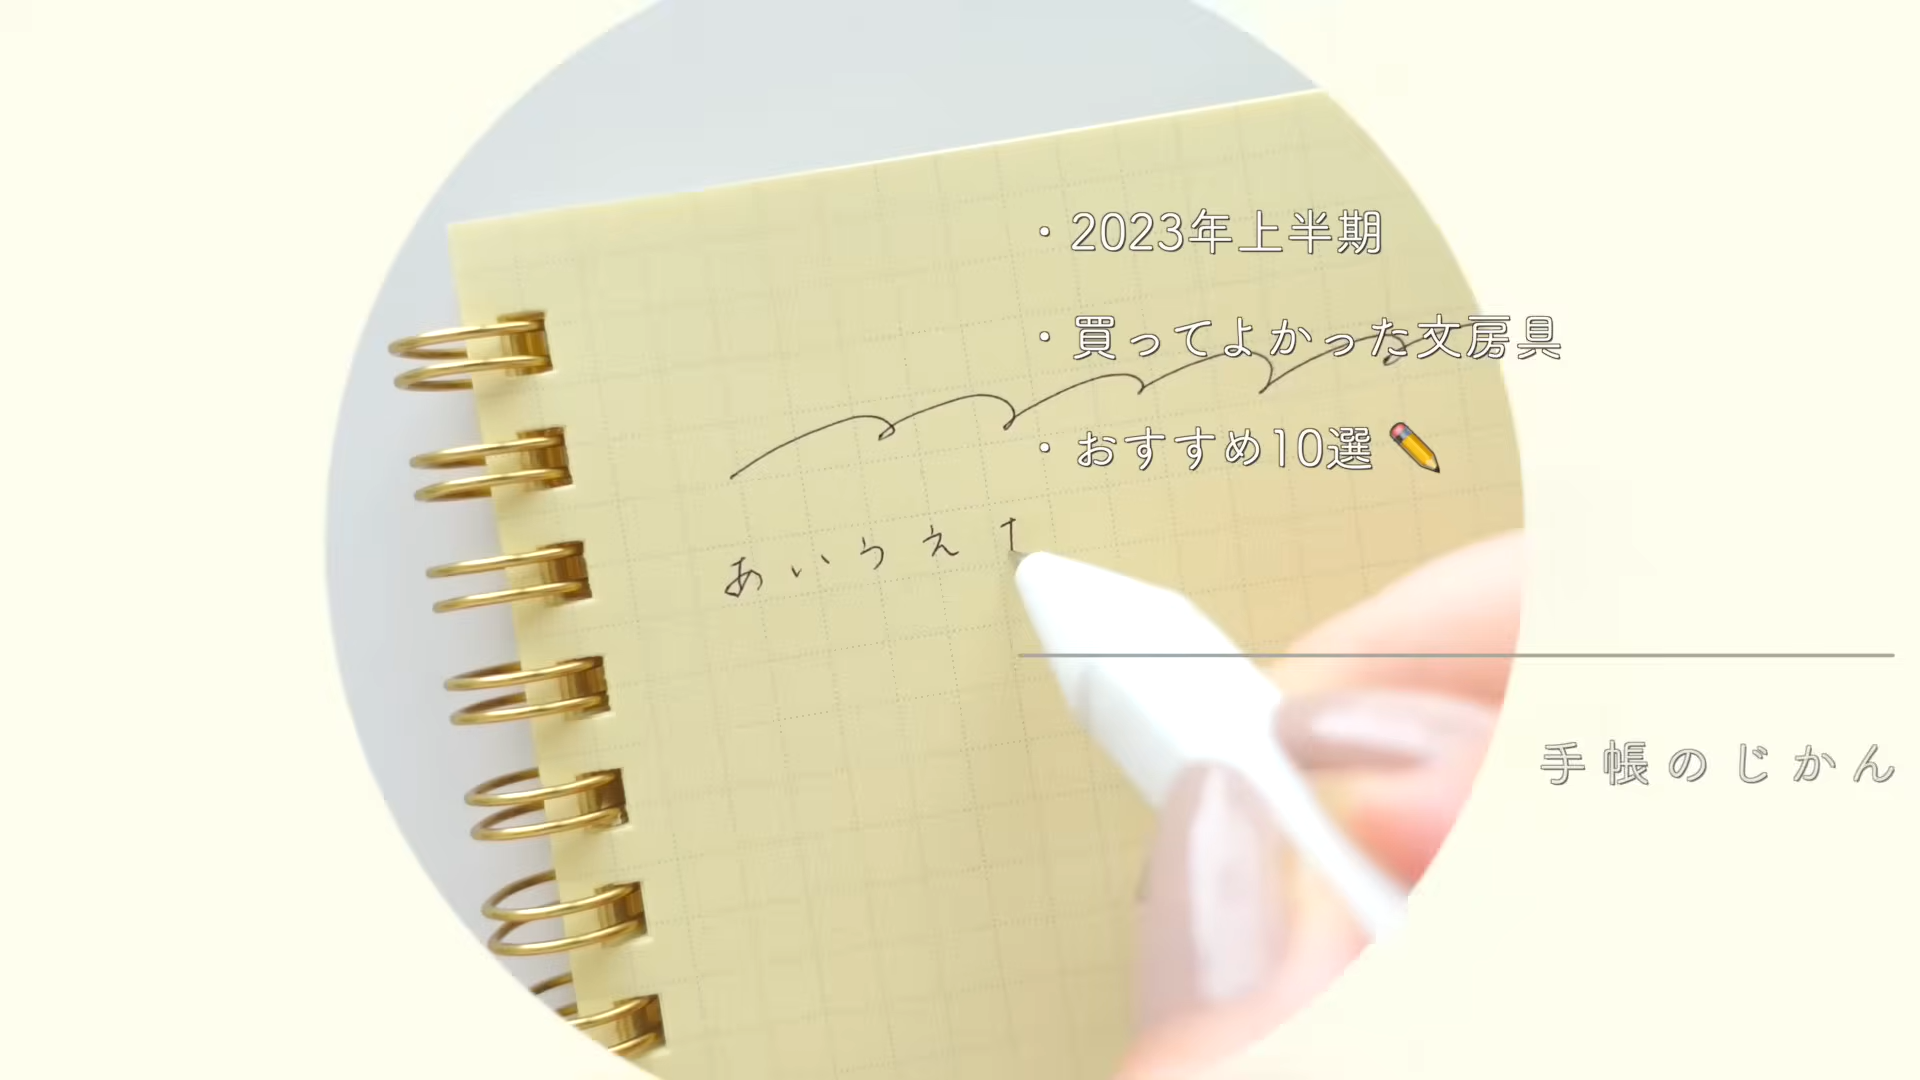 ・2023年上半期
・買ってよかった文房具
・おすすめ10選 ✏️
あいうえ
手帳のじかん